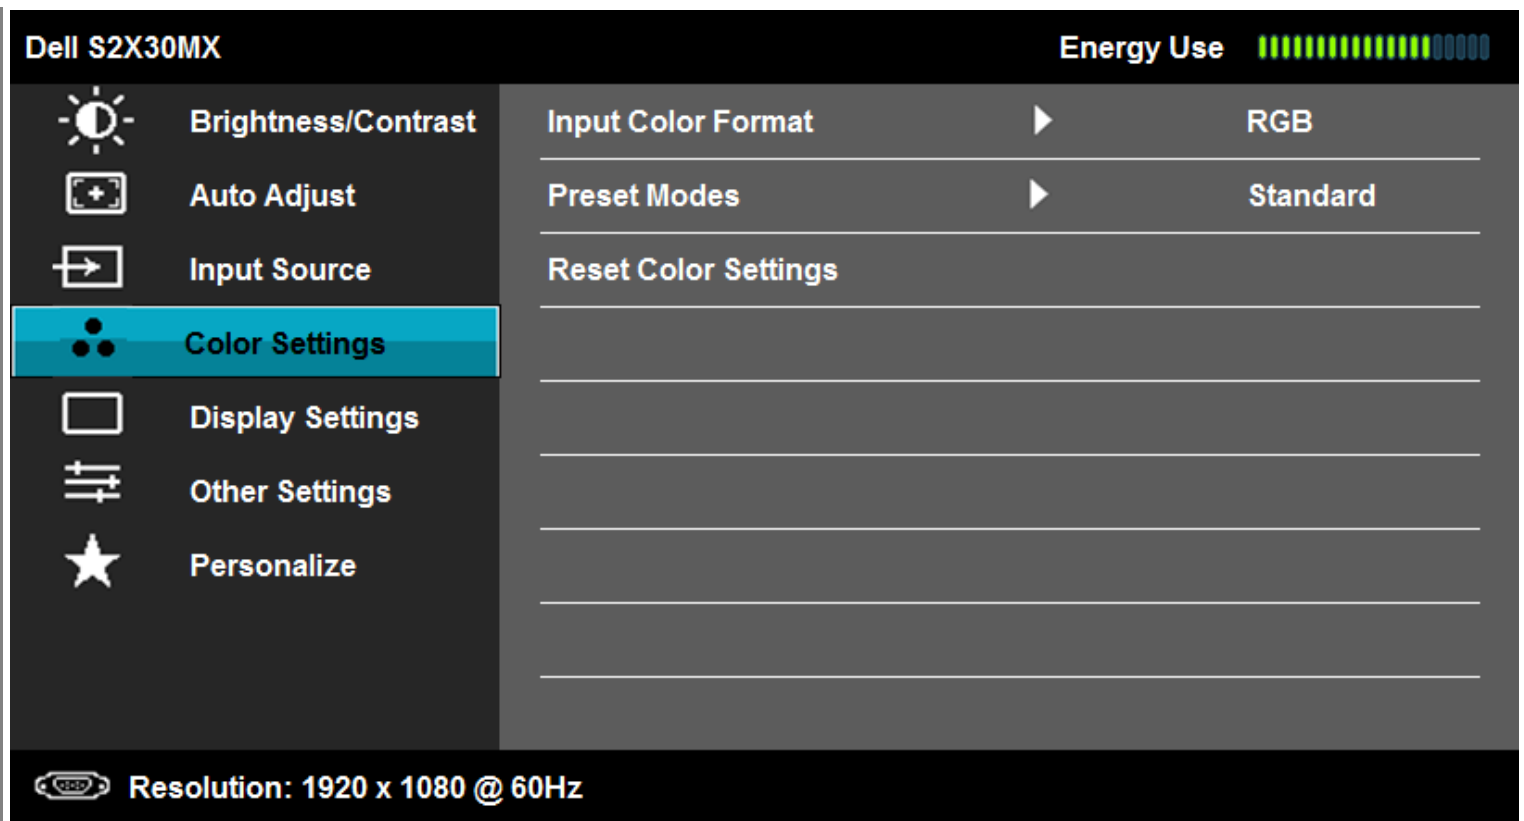 Dell S2X30MX
Energy Use
Brightness/Contrast
Auto Adjust
Input Source
Color Settings
Display Settings
Other Settings
Personalize
Input Color Format RGB
Preset Modes Standard
Reset Color Settings
Resolution: 1920 x 1080 @ 60Hz